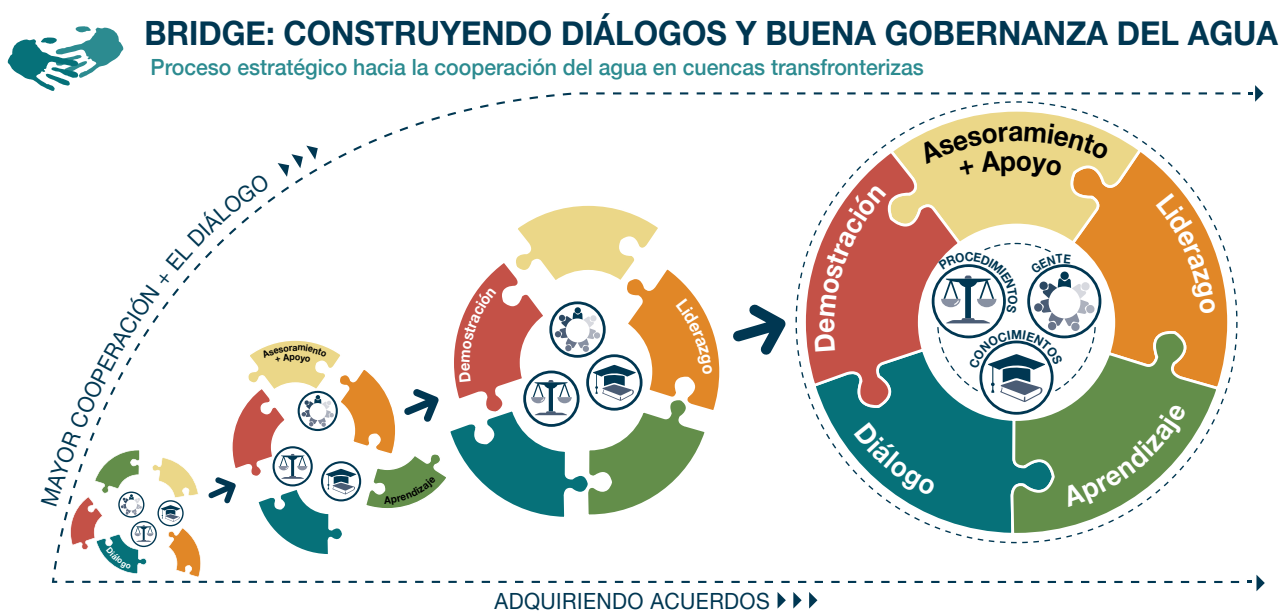 BRIDGE: CONSTRUYENDO DIÁLOGOS Y BUENA GOBERNANZA DEL AGUA
Proceso estratégico hacia la cooperación del agua en cuencas transfronterizas
MAYOR COOPERACIÓN + EL DIÁLOGO
Diálogo
Asesoramiento
+ Apoyo
Aprendizaje
Demostración
Liderazgo
Asesoramiento
+ Apoyo
Demostración
Liderazgo
PROCEDIMIENTOS
GENTE
CONOCIMIENTOS
Diálogo
Aprendizaje
ADQUIRIENDO ACUERDOS